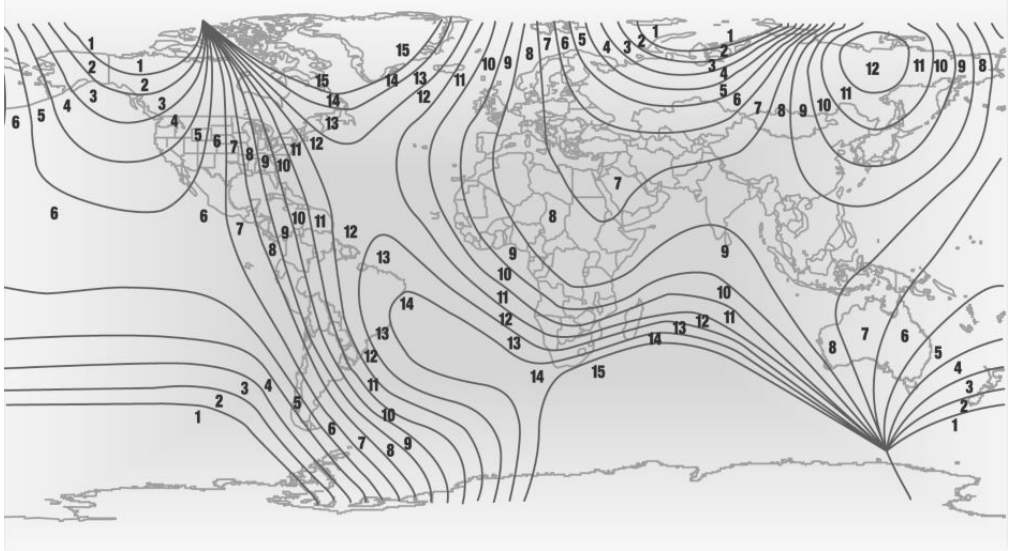 1 15 7 6 5 4 3 2 1 1
2 1 15 14 13 11 10 9 8 2 3 12 11 10 9 8
5 4 3 2 3 14 12 4 5 6 11
6 4 5 13 7 8 9 10
6 7 8 9 10 11 12
6 6 7 8 9 10 11 12 8 7
13 9 9
14 10 11 10
13 12 13 14 12 13 11 8 7 6
12 14 15 5
3 4 11 4
1 2 5 10 3
6 7 8 9 2
1